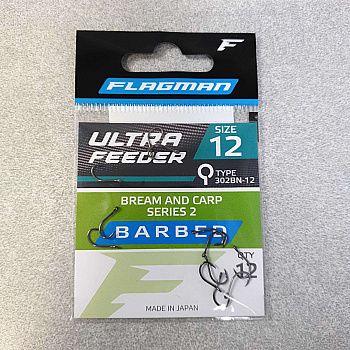 FLAGMAN
ULTRA
FEEDER
SIZE
12
TYPE
302BN-12
BREAM AND CARP
SERIES 2
BARBED
QTY
12
MADE IN JAPAN